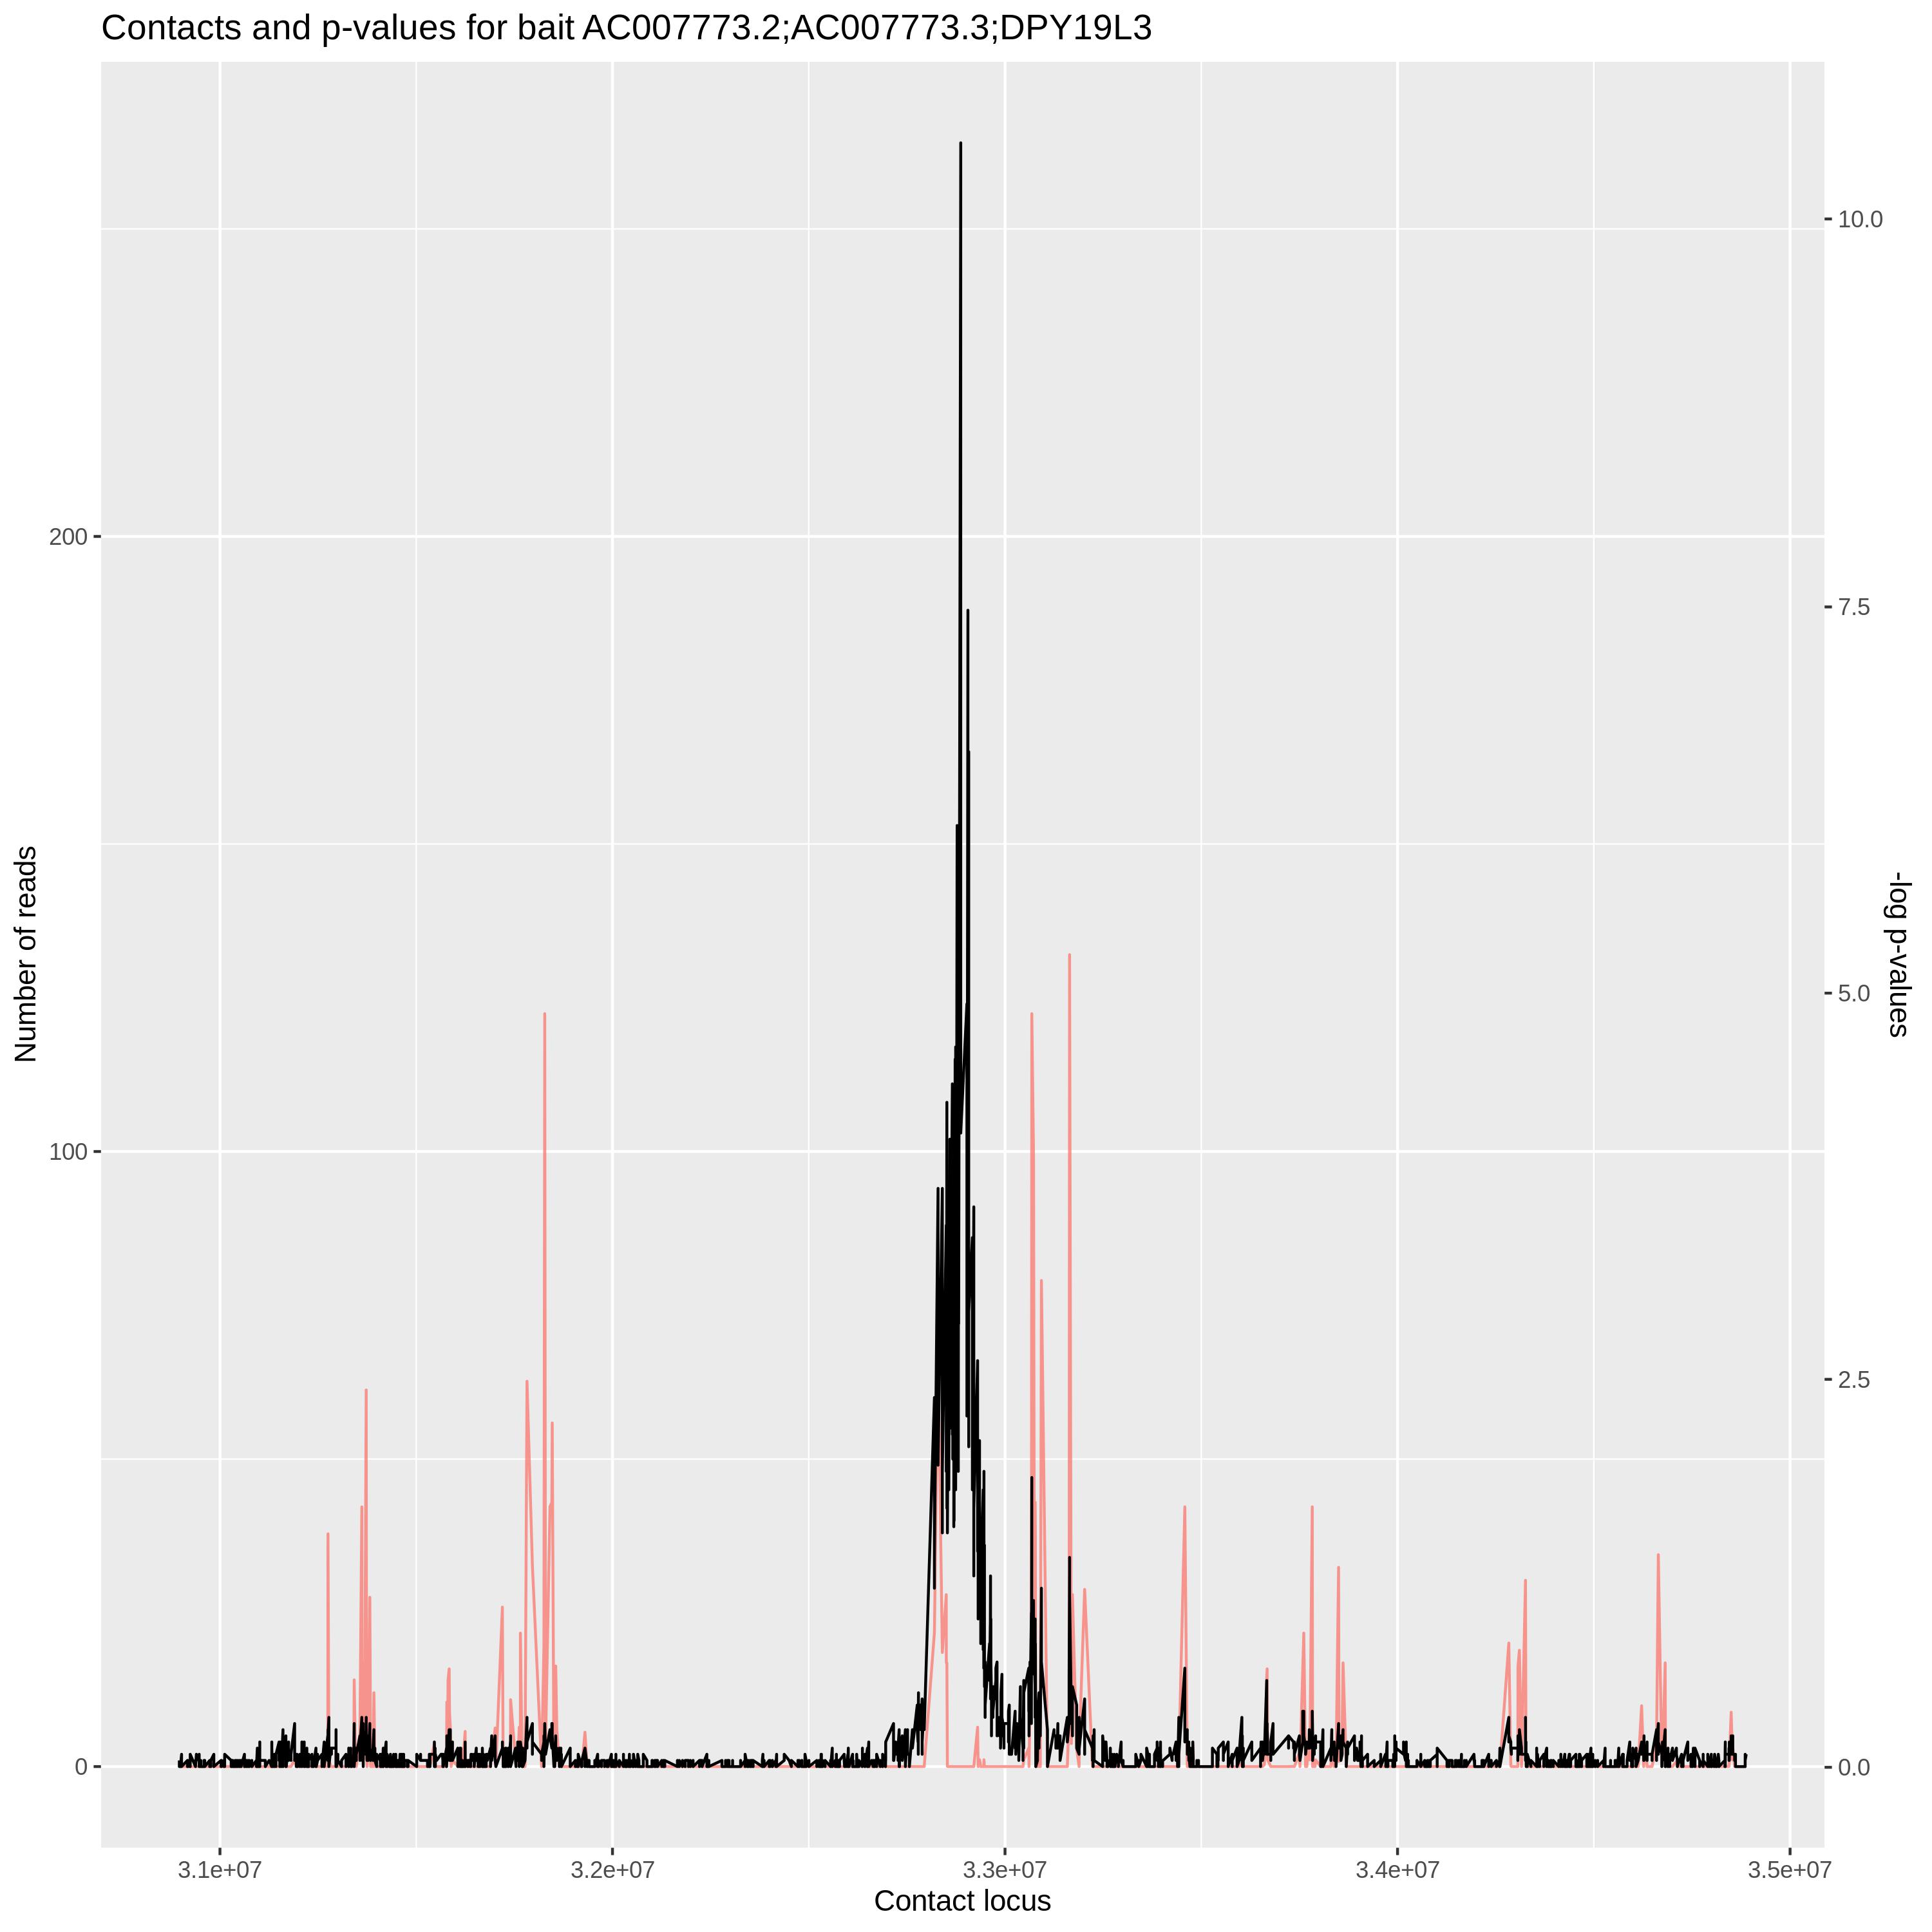 Contacts and p-values for bait AC007773.2;AC007773.3;DPY19L3
Number of reads
200
100
0
10.0
7.5
5.0
2.5
0.0
-log p-values
3.1e+07
3.2e+07
3.3e+07
3.4e+07
3.5e+07
Contact locus